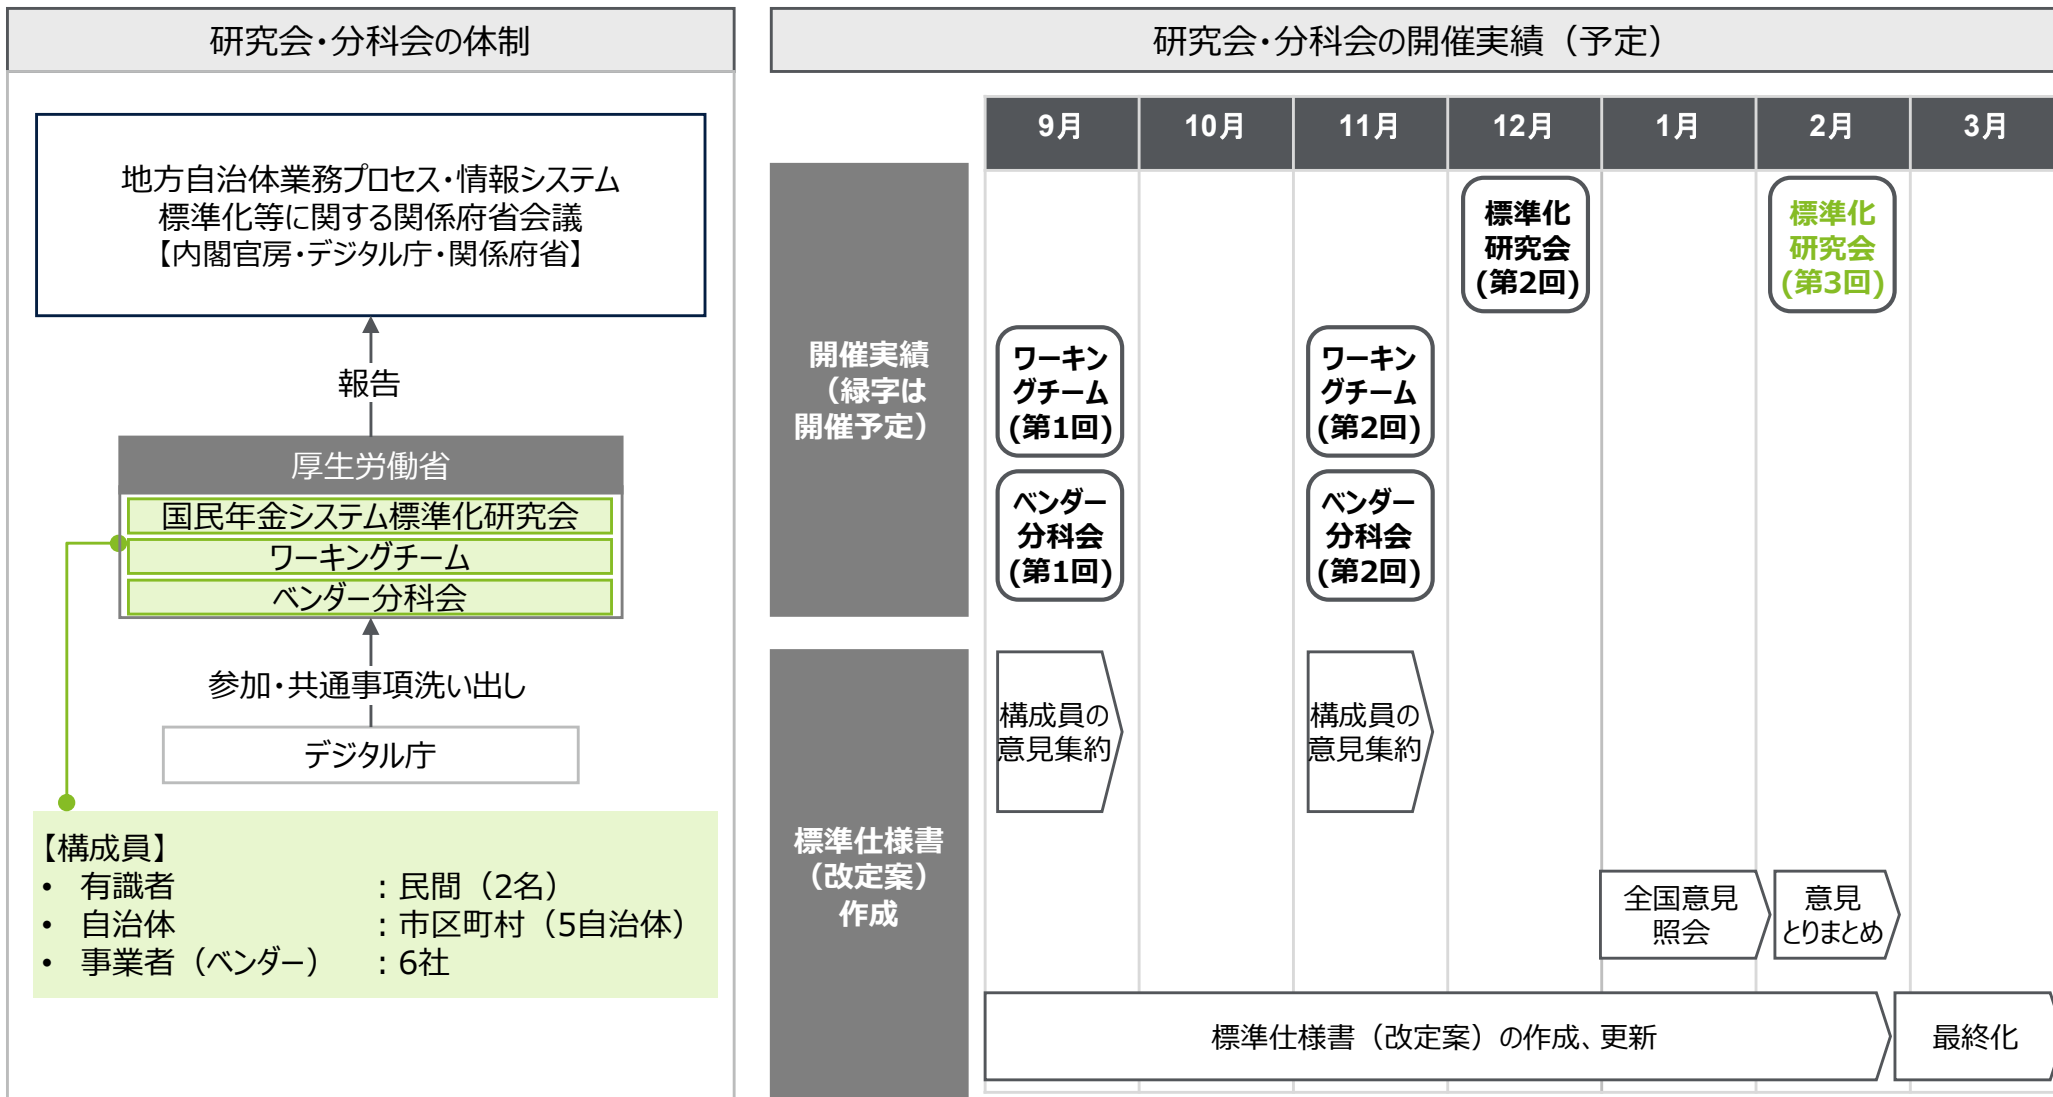 研究会・分科会の体制
地方自治体業務プロセス・情報システム
標準化等に関する関係府省会議
【内閣官房・デジタル庁・関係府省】
報告
厚生労働省
国民年金システム標準化研究会
ワーキングチーム
ベンダー分科会
参加・共通事項洗い出し
デジタル庁
【構成員】
• 有識者 ：民間（2名）
• 自治体 ：市区町村（5自治体）
• 事業者（ベンダー） ：6社
研究会・分科会の開催実績（予定）
9月 10月 11月 12月 1月 2月 3月
開催実績
（緑字は
開催予定）
標準化
研究会
(第2回)
標準化
研究会
(第3回)
ワーキン
グチーム
(第1回)
ワーキン
グチーム
(第2回)
ベンダー
分科会
(第1回)
ベンダー
分科会
(第2回)
標準仕様書
（改定案）
作成
構成員の
意見集約
構成員の
意見集約
全国意見
照会
意見
とりまとめ
標準仕様書（改定案）の作成、更新
最終化